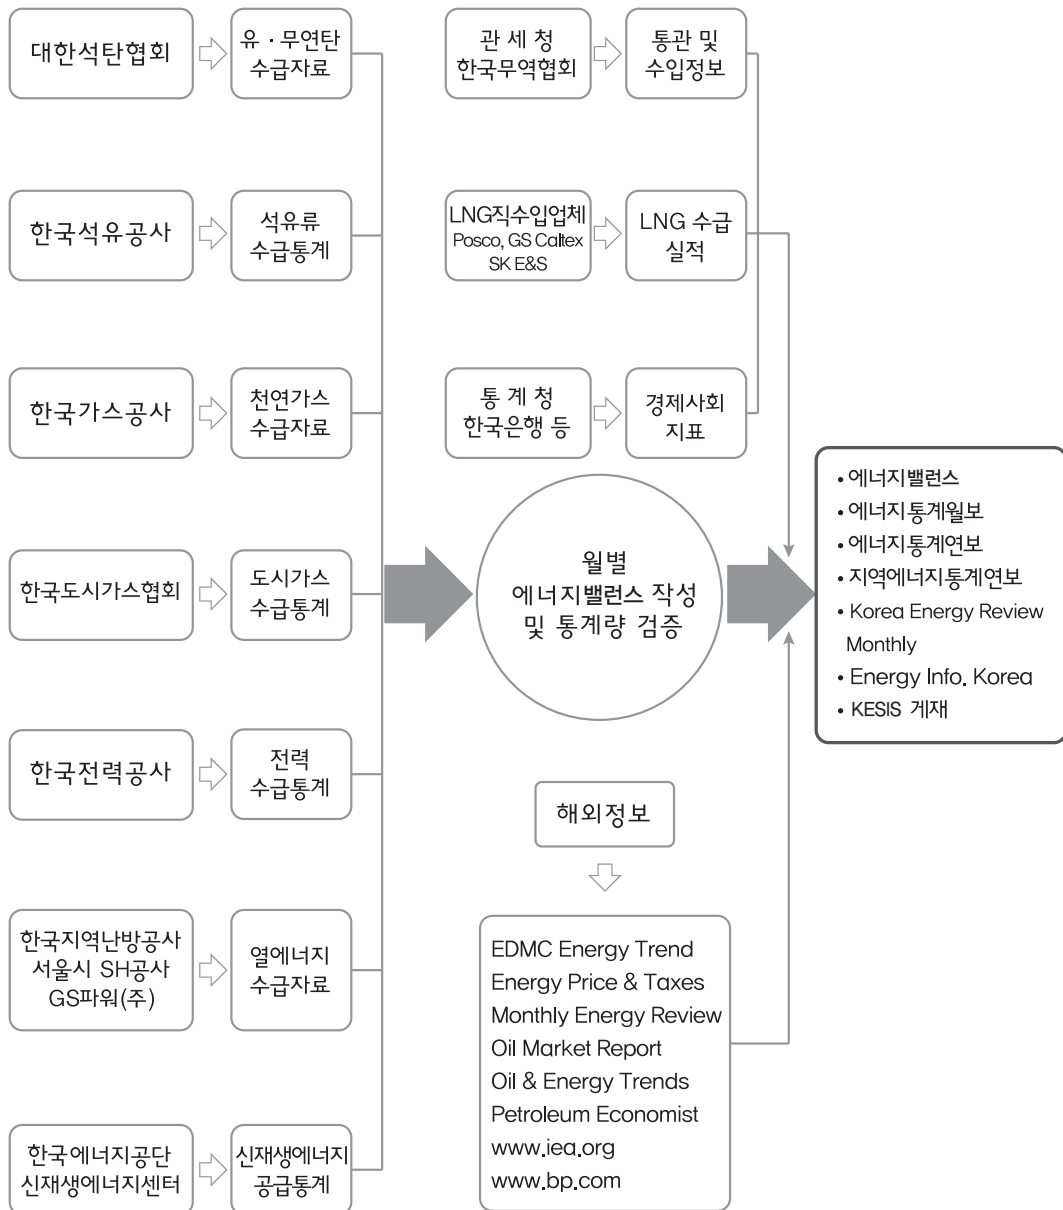 대한석탄협회
유 · 무연탄
수급자료
관 세 청
한국무역협회
통관 및
수입정보
한국석유공사
석유류
수급통계
LNG직수입업체
Posco, GS Caltex
SK E&S
LNG 수급
실적
한국가스공사
천연가스
수급자료
통 계 청
한국은행 등
경제사회
지표
한국도시가스협회
도시가스
수급통계
월별
에너지밸런스 작성
및 통계량 검증
• 에너지밸런스
• 에너지통계월보
• 에너지통계연보
• 지역에너지통계연보
• Korea Energy Review
Monthly
• Energy Info. Korea
• KESIS 게재
한국전력공사
전력
수급통계
해외정보
한국지역난방공사
서울시 SH공사
GS파워(주)
열에너지
수급자료
EDMC Energy Trend
Energy Price & Taxes
Monthly Energy Review
Oil Market Report
Oil & Energy Trends
Petroleum Economist
www.iea.org
www.bp.com
한국에너지공단
신재생에너지센터
신재생에너지
공급통계